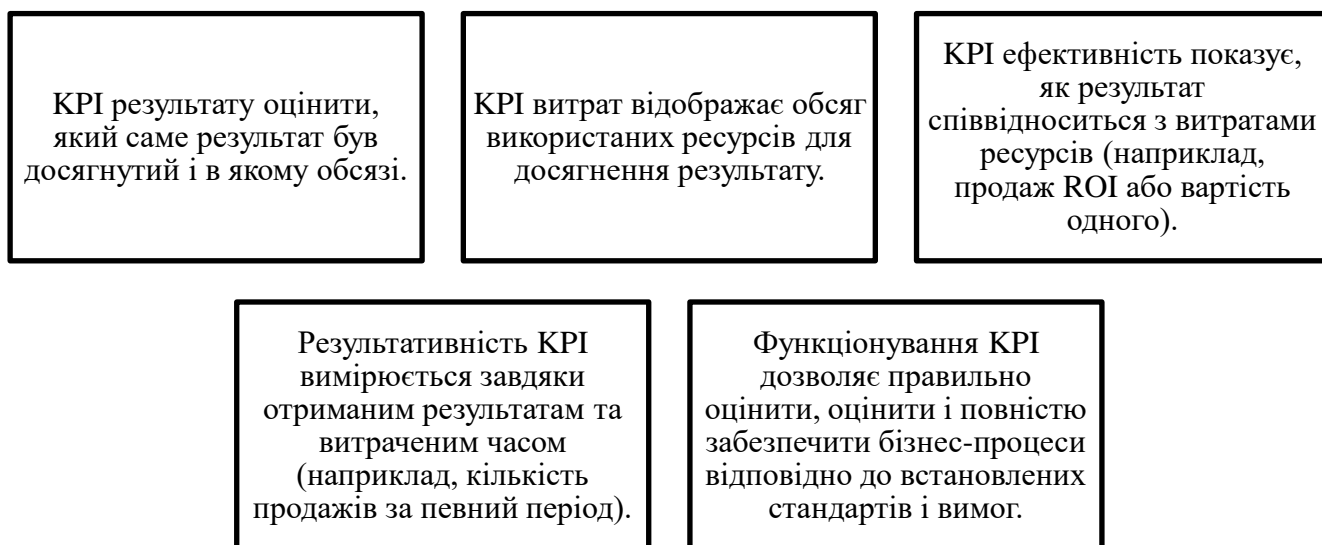 KPI результату оцінити,
який саме результат був
досягнутий і в якому обсязі.
KPI витрат відображає обсяг
використаних ресурсів для
досягнення результату.
KPI ефективність показує,
як результат
співвідноситься з витратами
ресурсів (наприклад,
продаж ROI або вартість
одного).
Результативність KPI
вимірюється завдяки
отриманим результатам та
витраченим часом
(наприклад, кількість
продажів за певний період).
Функціонування KPI
дозволяє правильно
оцінити, оцінити і повністю
забезпечити бізнес-процеси
відповідно до встановлених
стандартів і вимог.